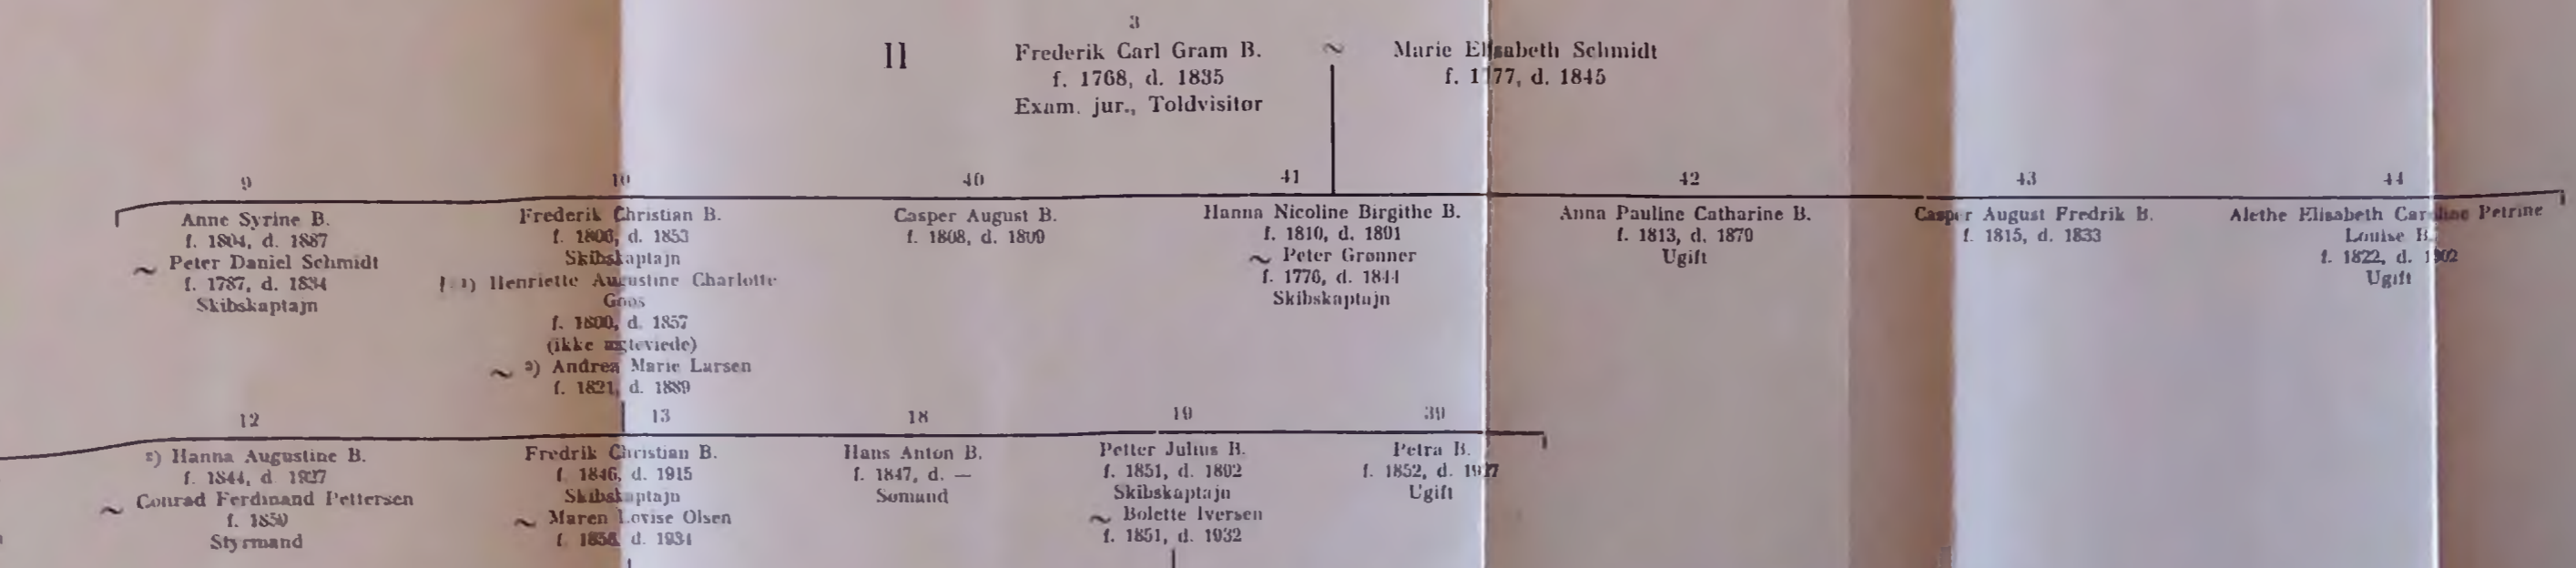 3
II
Frederik Carl Gram B.
f. 1768, d. 1835
Exam. jur., Toldvisitør
~
Marie Elisabeth Schmidt
f. 1777, d. 1845
9
Anne Syrine B.
f. 1804, d. 1887
~ Peter Daniel Schmidt
f. 1787, d. 1834
Skibskaptajn
10
Frederik Christian B.
f. 1806, d. 1853
Skibskaptajn
1) Henriette Augustine Charlotte
Goos
f. 1800, d. 1857
(ikke ægteviede)
~ 2) Andrea Marie Larsen
f. 1821, d. 1889
40
Casper August B.
f. 1808, d. 1809
41
Hanna Nicoline Birgithe B.
f. 1810, d. 1891
~ Peter Grønner
f. 1776, d. 1844
Skibskaptajn
42
Anna Pauline Catharine B.
f. 1813, d. 1870
Ugift
43
Casper August Fredrik B.
f. 1815, d. 1833
44
Alethe Elisabeth Caroline Petrine
Louise B.
f. 1822, d. 1902
Ugift
12
2) Hanna Augustine B.
f. 1844, d. 1927
~ Conrad Ferdinand Pettersen
f. 1850
Styrmand
13
Fredrik Christian B.
f. 1846, d. 1915
Skibskaptajn
~ Maren Lovise Olsen
f. d. 1934
18
Hans Anton B.
f. 1847, d. —
Sømand
19
Petter Julius B.
f. 1851, d. 1892
Skibskaptajn
~ Bolette Iversen
f. 1851, d. 1932
39
Petra B.
f. 1852, d.
Ugift